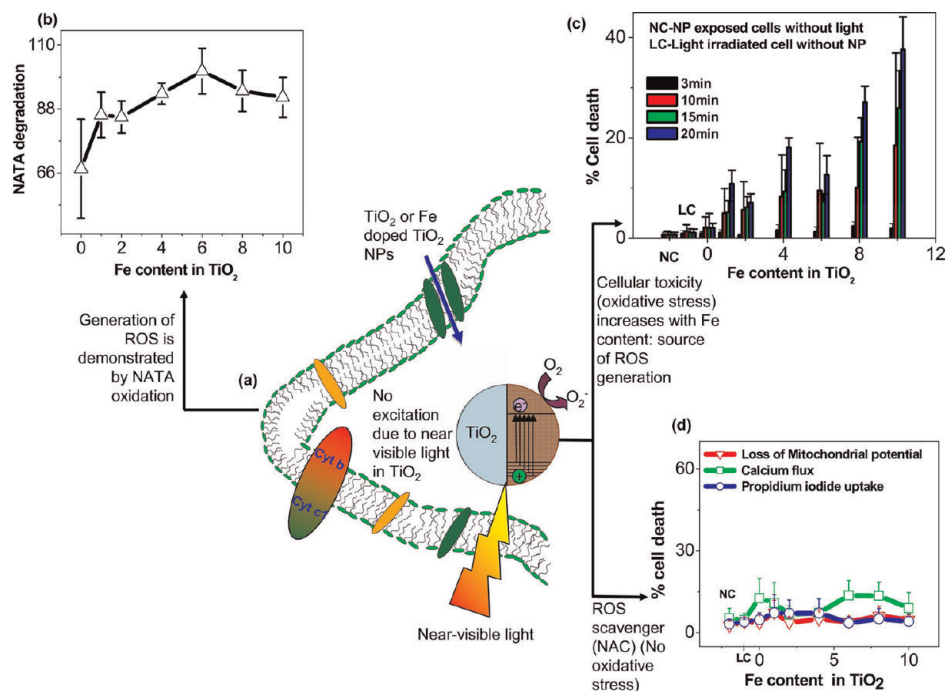 (b)
110
88
66
NATA degradation
0 2 4 6 8 10
Fe content in TiO2
Generation of
ROS is
demonstrated
by NATA
oxidation
(a)
TiO2 or Fe
doped TiO2
NPs
No
excitation
due to near
visible light
in TiO2
Cyt b
Cyt c1
TiO2
e-
+
O2
O2-
Near-visible light
(c)
NC-NP exposed cells without light
LC-Light irradiated cell without NP
3min
10min
15min
20min
40
20
0
% Cell death
LC
NC
0 4 8 12
Fe content in TiO2
Cellular toxicity
(oxidative stress)
increases with Fe
content: source
of ROS
generation
(d)
Loss of Mitochondrial potential
Calcium flux
Propidium iodide uptake
60
30
0
% cell death
NC
LC
0 5 10
Fe content in TiO2
ROS
scavenger
(NAC) (No
oxidative
stress)